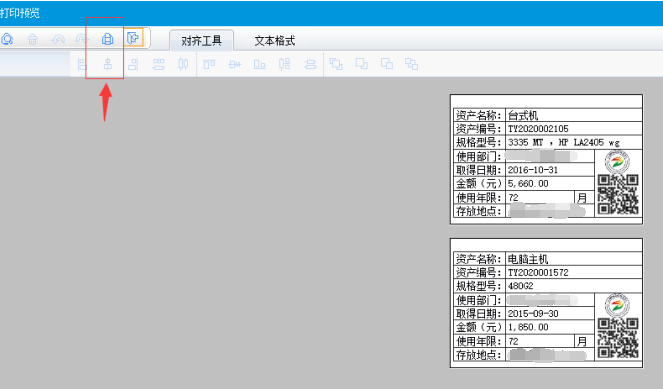 打印预览
对齐工具 文本格式
资产名称: 台式机
资产编号: TY2020002105
规格型号: 3335 MT , HP LA2405 wg
使用部门:
取得日期: 2016-10-31
金额（元） 5,660.00
使用年限: 72 月
存放地点:
资产名称: 电脑主机
资产编号: TY2020001572
规格型号: 480G2
使用部门:
取得日期: 2015-09-30
金额（元） 1,850.00
使用年限: 72 月
存放地点: